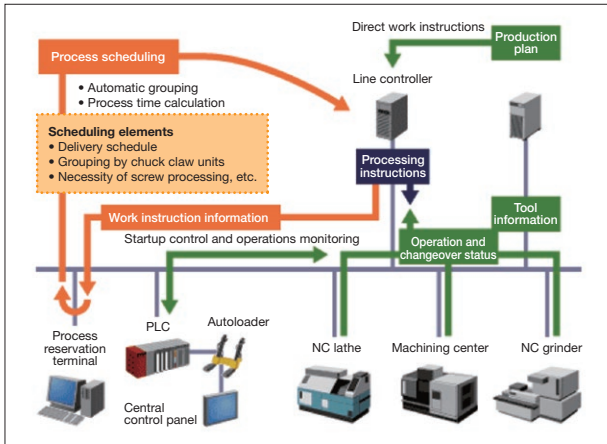 Direct work instructions
Process scheduling
Production
plan
• Automatic grouping
• Process time calculation
Line controller
Scheduling elements
• Delivery schedule
• Grouping by chuck claw units
• Necessity of screw processing, etc.
Processing
instructions
Work instruction information
Tool
information
Startup control and operations monitoring
Operation and
changeover status
Process
reservation
terminal
PLC
Autoloader
Central
control panel
NC lathe
Machining center
NC grinder